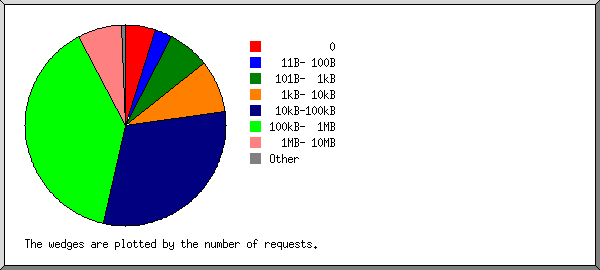 0
11B- 100B
101B- 1kB
1kB- 10kB
10kB-100kB
100kB- 1MB
1MB- 10MB
Other
The wedges are plotted by the number of requests.